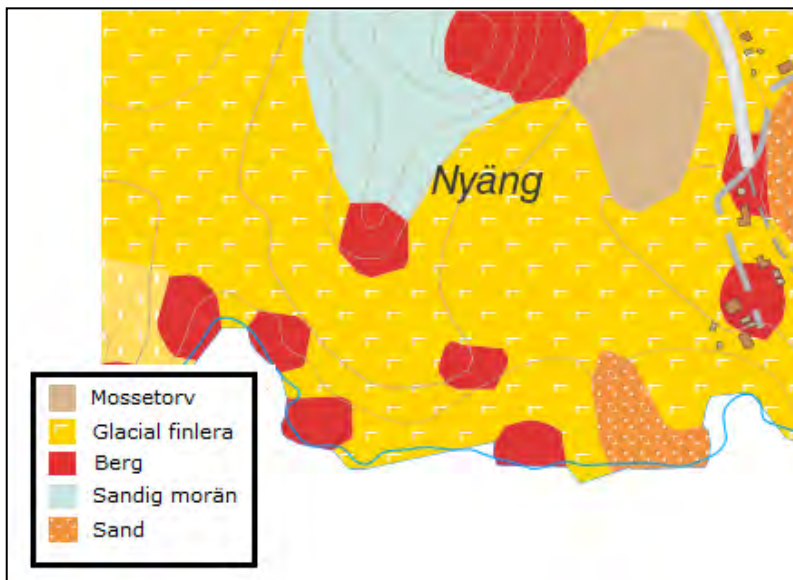 Nyäng
Mossetorv
Glacial finlera
Berg
Sandig morän
Sand